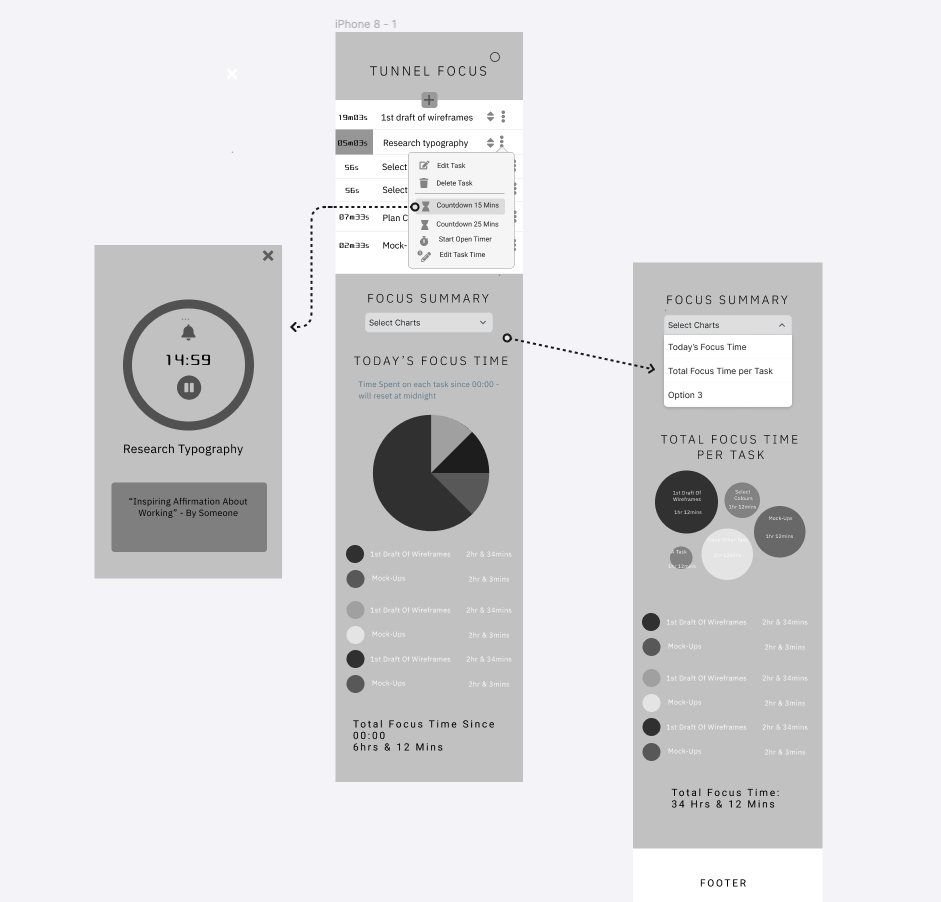 iPhone 8 - 1
TUNNEL FOCUS
19m03s 1st draft of wireframes
05m03s Research typography
56s Select
56s Select
07m33s Plan C
02m33s Mock-
Edit Task
Delete Task
Countdown 15 Mins
Countdown 25 Mins
Start Open Timer
Edit Task Time
FOCUS SUMMARY
Select Charts
TODAY'S FOCUS TIME
Time Spent on each task since 00:00 -
will reset at midnight
1st Draft Of Wireframes 2hr & 34mins
Mock-Ups 2hr & 3mins
1st Draft Of Wireframes 2hr & 34mins
Mock-Ups 2hr & 3mins
1st Draft Of Wireframes 2hr & 34mins
Mock-Ups 2hr & 3mins
Total Focus Time Since
00:00
6hrs & 12 Mins
14:59
Research Typography
“Inspiring Affirmation About
Working” - By Someone
FOCUS SUMMARY
Select Charts
Today's Focus Time
Total Focus Time per Task
Option 3
TOTAL FOCUS TIME
PER TASK
1st Draft Of
Wireframes
1hr 12mins
Select
Colours
1hr 12mins
Mock-Ups
1hr 12mins
A Task
1hr 12mins
1st Draft Of Wireframes 2hr & 34mins
Mock-Ups 2hr & 3mins
1st Draft Of Wireframes 2hr & 34mins
Mock-Ups 2hr & 3mins
1st Draft Of Wireframes 2hr & 34mins
Mock-Ups 2hr & 3mins
Total Focus Time:
34 Hrs & 12 Mins
FOOTER